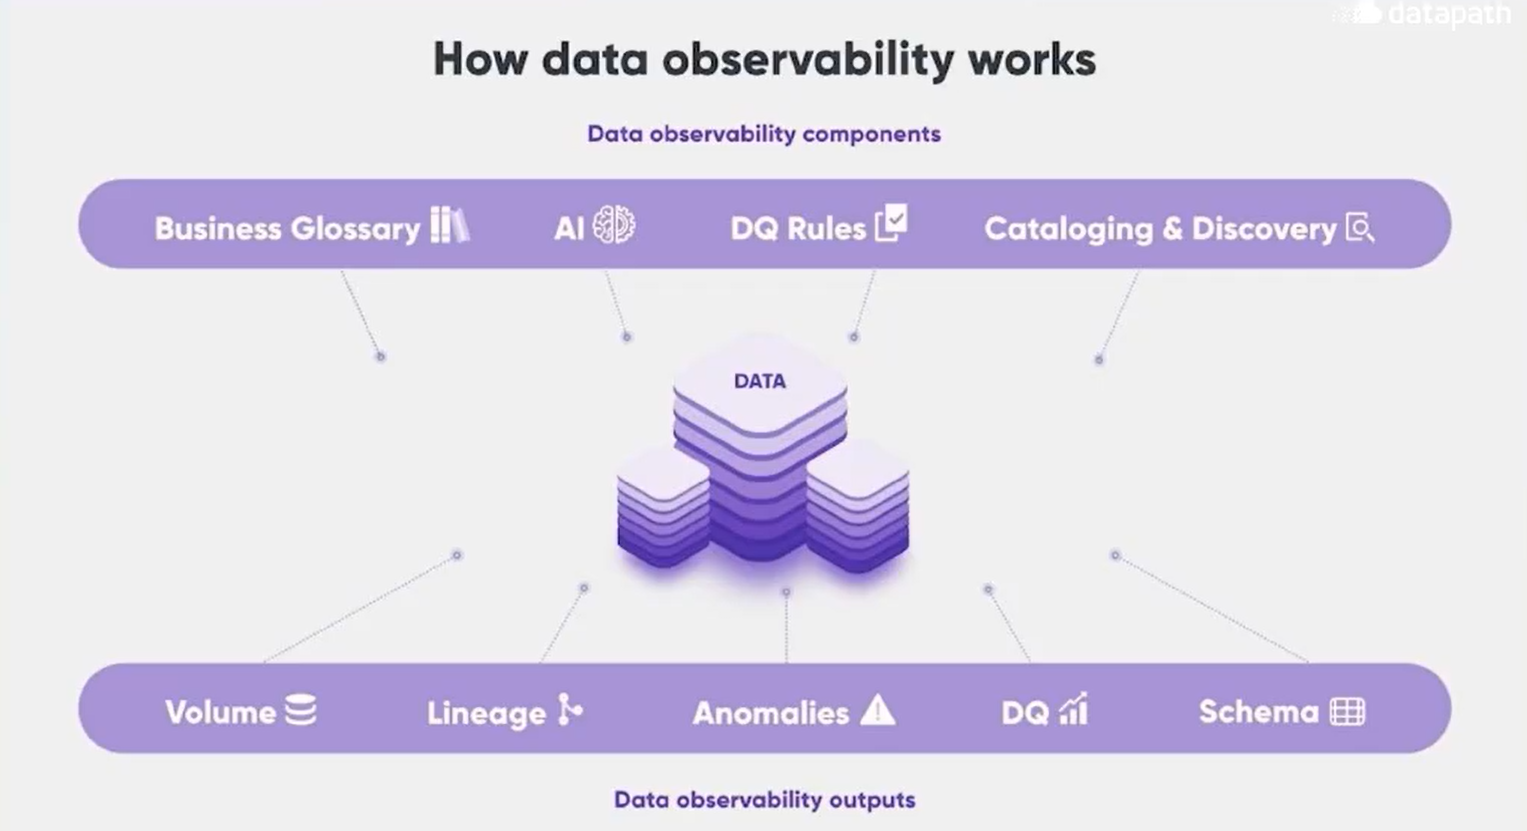 datapath
How data observability works
Data observability components
Business Glossary AI DQ Rules Cataloging & Discovery
DATA
Volume Lineage Anomalies DQ Schema
Data observability outputs